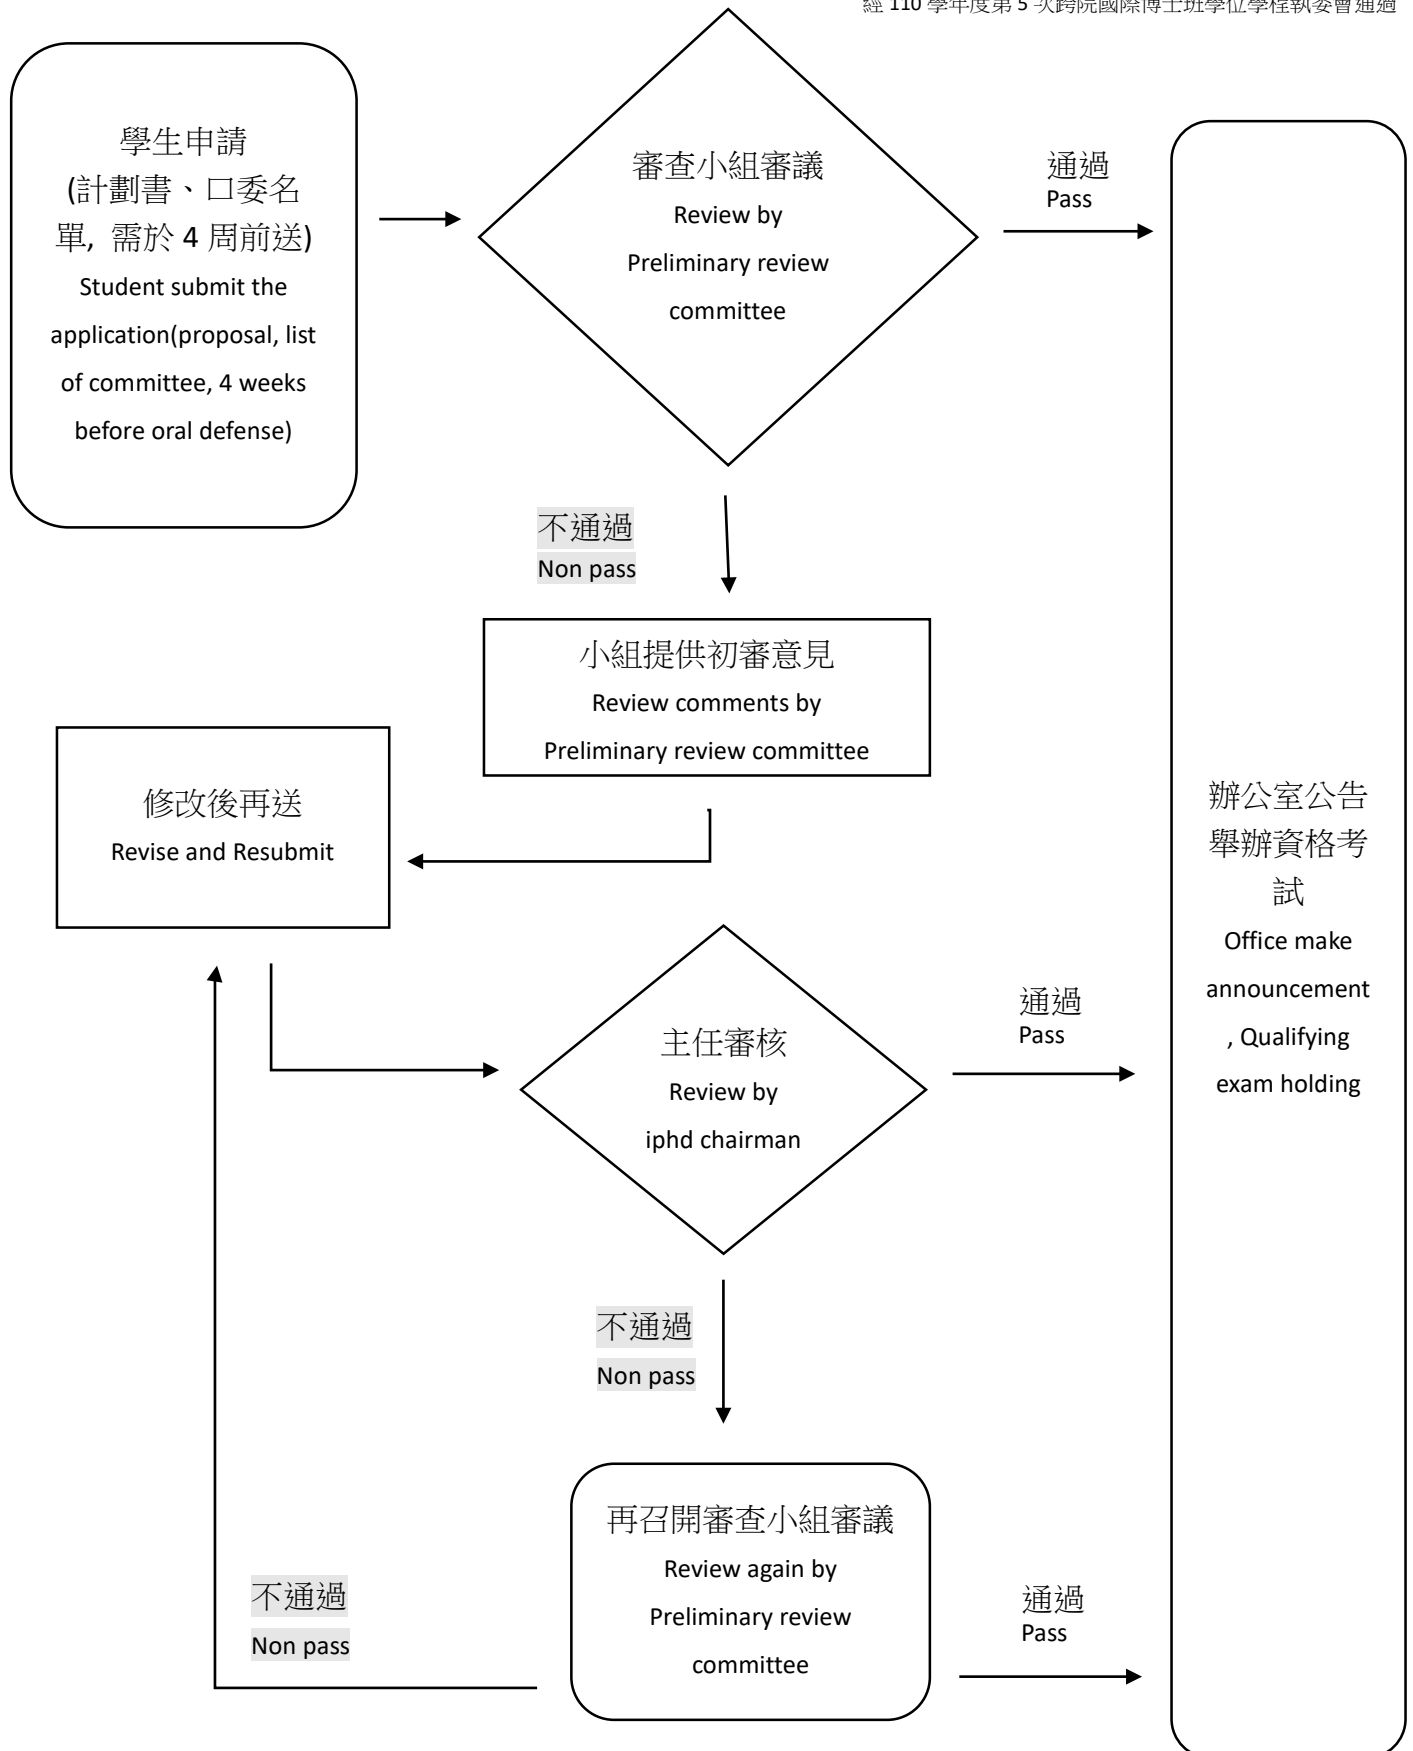 經 110 學年度第 5 次跨院國際博士班學位學程執委會通過
學生申請
(計劃書、口委名
單, 需於 4 周前送)
Student submit the
application(proposal, list
of committee, 4 weeks
before oral defense)
審查小組審議
Review by
Preliminary review
committee
通過
Pass
不通過
Non pass
小組提供初審意見
Review comments by
Preliminary review committee
修改後再送
Revise and Resubmit
主任審核
Review by
iphd chairman
通過
Pass
辦公室公告
舉辦資格考
試
Office make
announcement
, Qualifying
exam holding
不通過
Non pass
再召開審查小組審議
Review again by
Preliminary review
committee
不通過
Non pass
通過
Pass